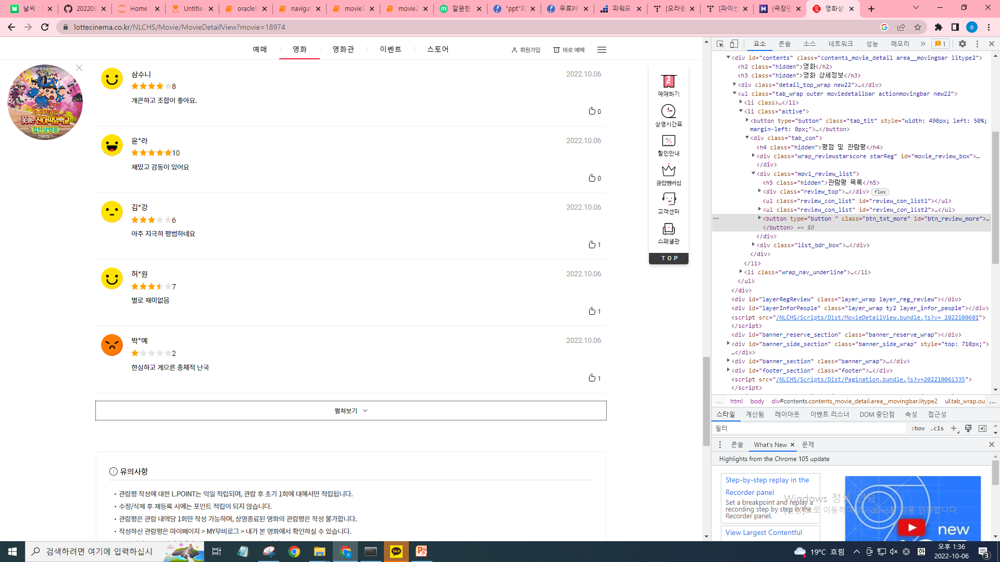 날씨 :
202208
Home
Untitle
oracleM
navigat
movie3
movie2
깔끔한
"ppt"의
무료PP
파워포
[오라클
[파이썬
(극장판
영화상
lottecinema.co.kr/NLCHS/Movie/MovieDetailView?movie=18974
예매
영화
영화관
이벤트
스토어
회원가입
바로 예매
절찬상영중
삼수니
2022.10.06
8
개콘하고 조합이 좋아요.
0
윤*라
2022.10.06
10
재밌고 감동이 있어요
0
김*강
2022.10.06
6
아주 지극히 평범하네요
1
허*원
2022.10.06
7
별로 재미없음
1
박*예
2022.10.06
2
한심하고 게으른 총체적 난국
1
펼쳐보기
유의사항
관람평 작성에 대한 L.POINT는 익일 적립되며, 관람 후 초기 1회에 대해서만 적립됩니다.
수정/삭제 후 재등록 시에는 포인트 적립이 되지 않습니다.
관람평은 관람 내역당 1회만 작성 가능하며, 상영종료된 영화의 관람평은 작성 불가합니다.
작성하신 관람평은 마이페이지 > MY무비로그 > 내가 본 영화에서 확인하실 수 있습니다.
예매하기
상영시간표
할인안내
클럽멤버십
고객센터
스페셜관
TOP
요소
콘솔
소스
네트워크
성능
메모리
1
<div id="contents" class="contents_movie_detail area__movingbar litype2">
<h2 class="hidden">영화</h2>
<h3 class="hidden">영화 상세정보</h3>
<div class="detail_top_wrap new22">…</div>
<ul class="tab_wrap outer moviedetailbar actionmovingbar new22">
<li class>…</li>
<li class="active">
<button type="button" class="tab_tit" style="width: 490px; left: 50%;
margin-left: 0px;">…</button>
<div class="tab_con">
<h4 class="hidden">평점 및 관람평</h4>
<div class="wrap_reviewstarscore starReg" id="movie_review_box">…
</div>
<div class="movi_review_list">
<h5 class="hidden">관람평 목록</h5>
<div class="review_top">…</div> flex
<ul class="review_con_list" id="review_con_list1"></ul>
<ul class="review_con_list" id="review_con_list2">…</ul>
<button type="button " class="btn_txt_more" id="btn_review_more">…
</button> == $0
</div>
<div class="list_bdr_box">…</div>
</div>
</li>
<li class="wrap_nav_underline">…</li>
</ul>
</div>
<div id="layerRegReview" class="layer_wrap layer_reg_review"></div>
<div id="layerInforPeople" class="layer_wrap ty2 layer_infor_people"></div>
<script src="/NLCHS/Scripts/Dist/MovieDetailView.bundle.js?v=_2022100601">
</script>
<div id="banner_reserve_section" class="banner_reserve_wrap"></div>
<div id="banner_side_section" class="banner_side_wrap" style="top: 710px;">
…</div>
<div id="banner_section" class="banner_wrap">…</div>
<div id="footer_section" class="footer">…</div>
<script src="/NLCHS/Scripts/Dist/Pagination.bundle.js?v=202210061335">
</script>
… html body div#contents.contents_movie_detail.area__movingbar.litype2 ul.tab_wrap.ou …
스타일
계산됨
레이아웃
이벤트 리스너
DOM 중단점
속성
접근성
필터
:hov .cls
콘솔
What's New
문제
Highlights from the Chrome 105 update
Step-by-step replay in the
Recorder panel
Set a breakpoint and replay a
recording step by step in the
Recorder panel.
View Largest Contentful
new
Windows 정품 인증
[설정]으로 이동하여 Windows를 정품 인증합니다.
검색하려면 여기에 입력하십시
TALK
19°C 흐림
한
오후 1:36
2022-10-06
3